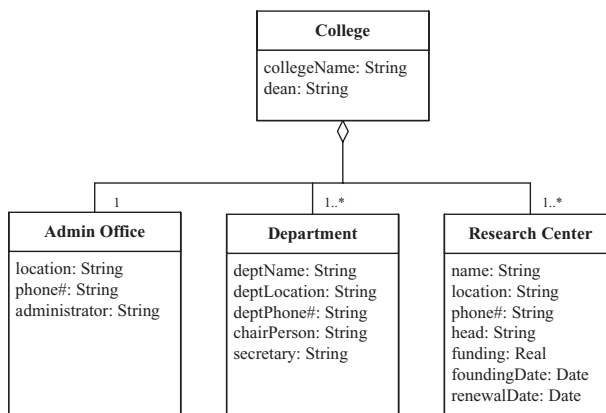 College
collegeName: String
dean: String
1
1..*
1..*
Admin Office
location: String
phone#: String
administrator: String
Department
deptName: String
deptLocation: String
deptPhone#: String
chairPerson: String
secretary: String
Research Center
name: String
location: String
phone#: String
head: String
funding: Real
foundingDate: Date
renewalDate: Date